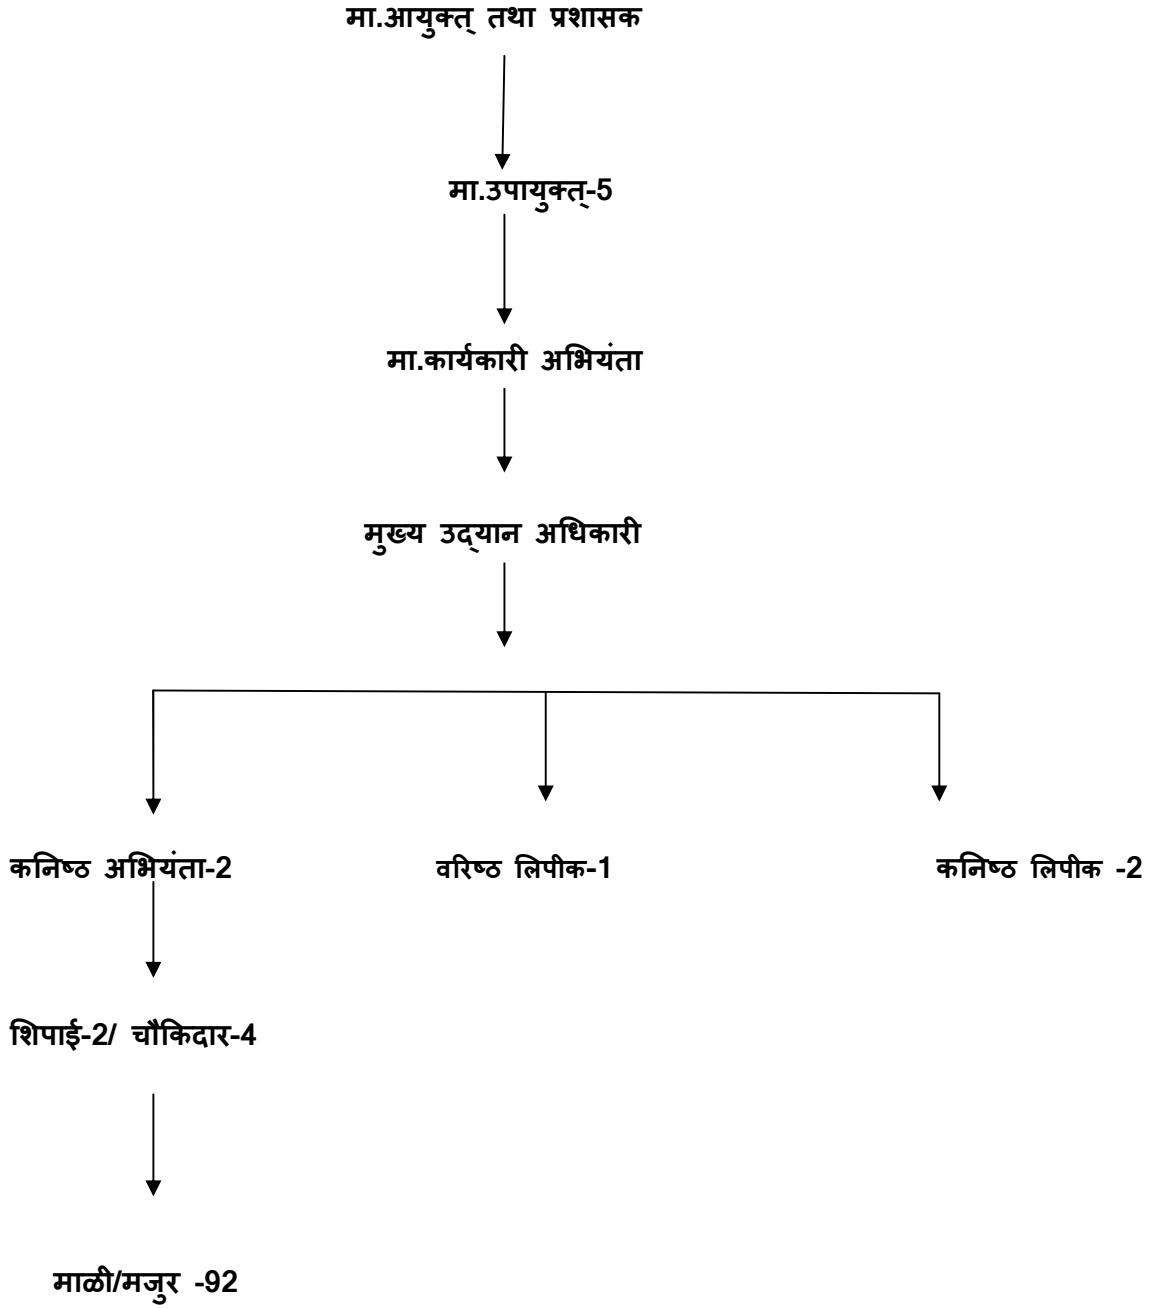 मा.आयुक्त् तथा प्रशासक
मा.उपायुक्त्-5
मा.कार्यकारी अभियंता
मुख्य उद्‌यान अधिकारी
कनिष्ठ अभियंता-2 वरिष्ठ लिपीक-1 कनिष्ठ लिपीक -2
शिपाई-2/ चौकिदार-4
माळी/मजुर -92